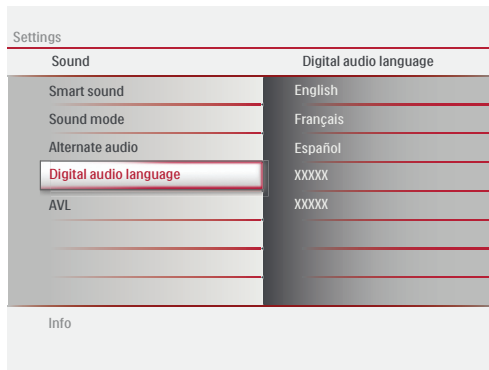 Settings
Sound
Digital audio language
Smart sound
English
Sound mode
Français
Alternate audio
Español
Digital audio language
XXXXX
AVL
XXXXX
Info